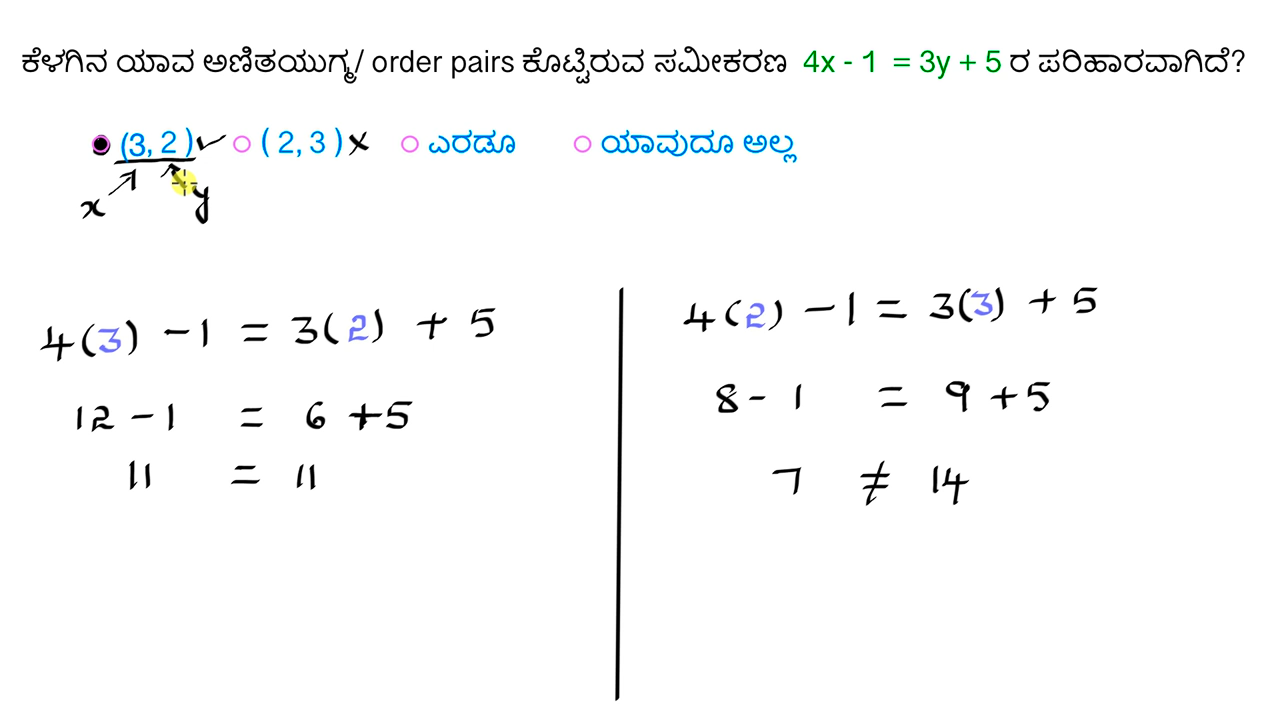 ಕೆಳಗಿನ ಯಾವ ಅಣಿತಯುಗ್ಮ/ order pairs ಕೊಟ್ಟಿರುವ ಸಮೀಕರಣ 4x - 1 = 3y + 5 ರ ಪರಿಹಾರವಾಗಿದೆ?
(3, 2) ✓ (2, 3) × ಎರಡೂ ಯಾವುದೂ ಅಲ್ಲ
x y
4(3) - 1 = 3(2) + 5
12 - 1 = 6 + 5
11 = 11
4(2) - 1 = 3(3) + 5
8 - 1 = 9 + 5
7 ≠ 14